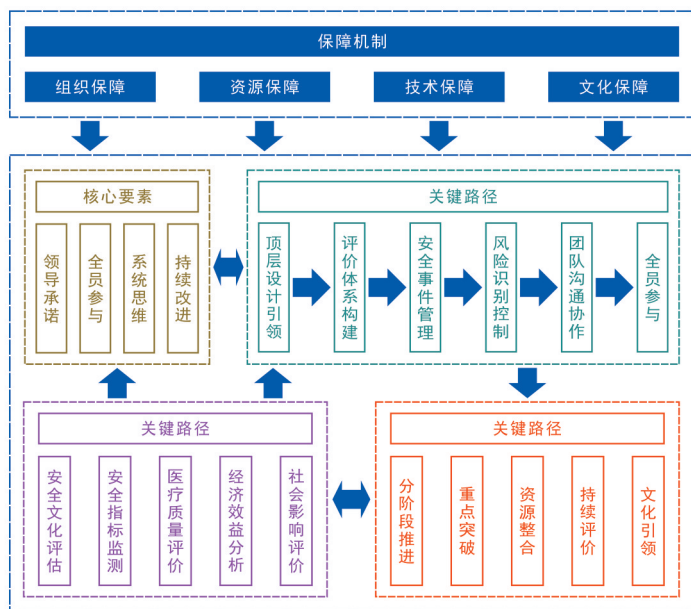 保障机制
组织保障
资源保障
技术保障
文化保障
核心要素
领导承诺
全员参与
系统思维
持续改进
关键路径
顶层设计引领
评价体系构建
安全事件管理
风险识别控制
团队沟通协作
全员参与
关键路径
安全文化评估
安全指标监测
医疗质量评价
经济效益分析
社会影响评价
关键路径
分阶段推进
重点突破
资源整合
持续评价
文化引领